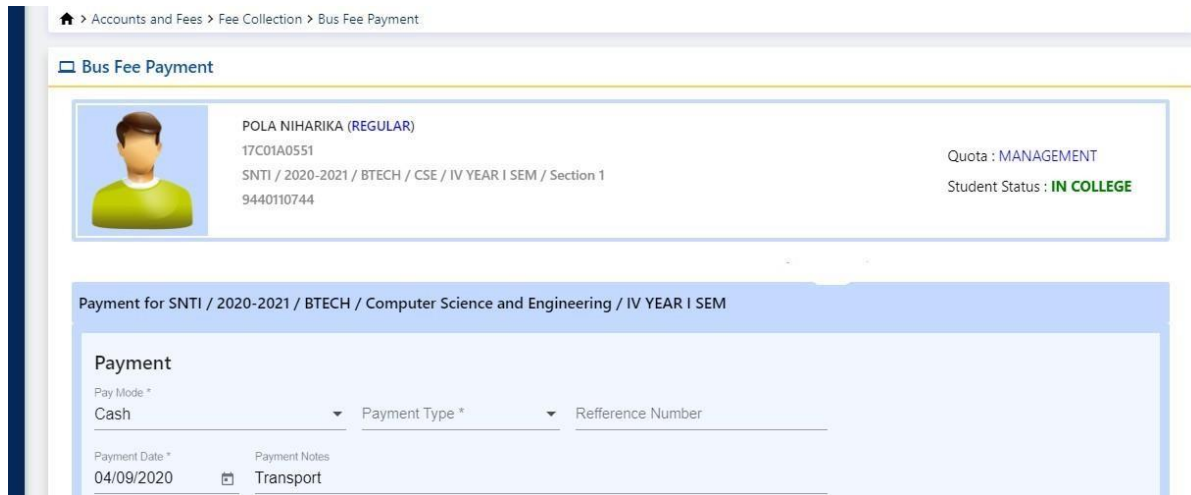 > Accounts and Fees > Fee Collection > Bus Fee Payment
Bus Fee Payment
POLA NIHARIKA (REGULAR)
17C01A0551
SNTI / 2020-2021 / BTECH / CSE / IV YEAR I SEM / Section 1
9440110744
Quota : MANAGEMENT
Student Status : IN COLLEGE
Payment for SNTI / 2020-2021 / BTECH / Computer Science and Engineering / IV YEAR I SEM
Payment
Pay Mode *
Cash Payment Type * Refference Number
Payment Date * Payment Notes
04/09/2020 Transport